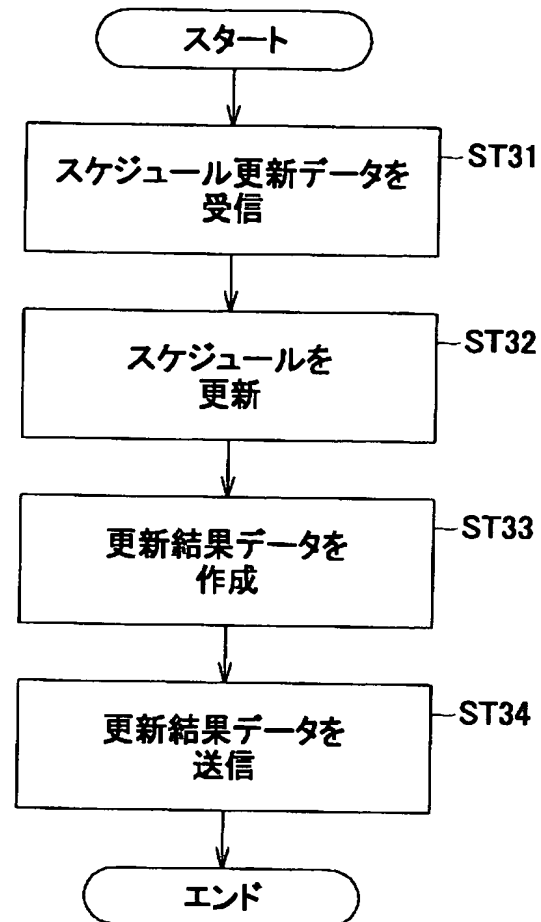 スタート
スケジュール更新データを
受信
ST31
スケジュールを
更新
ST32
更新結果データを
作成
ST33
更新結果データを
送信
ST34
エンド